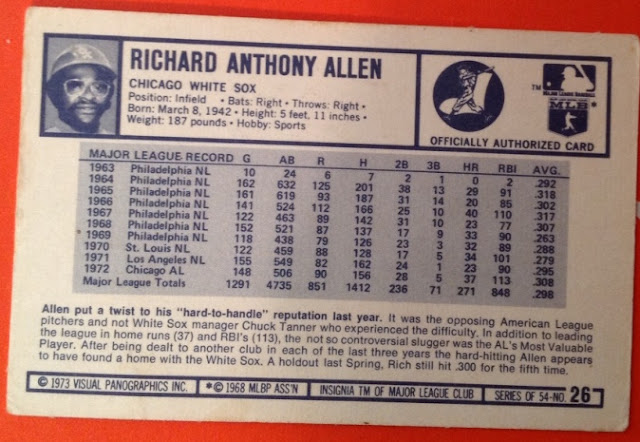 RICHARD ANTHONY ALLEN
CHICAGO WHITE SOX
Position: Infield • Bats: Right • Throws: Right •
Born: March 8, 1942 • Height: 5 feet, 11 inches •
Weight: 187 pounds • Hobby: Sports
TM
MAJOR LEAGUE BASEBALL
MLB *
OFFICIALLY AUTHORIZED CARD
MAJOR LEAGUE RECORD G AB R H 2B 3B HR RBI AVG.
1963 Philadelphia NL 10 24 6 7 2 1 0 2 .292
1964 Philadelphia NL 162 632 125 201 38 13 29 91 .318
1965 Philadelphia NL 161 619 93 187 31 14 20 85 .302
1966 Philadelphia NL 141 524 112 166 25 10 40 110 .317
1967 Philadelphia NL 122 463 89 142 31 10 23 77 .307
1968 Philadelphia NL 152 521 87 137 17 9 33 90 .263
1969 Philadelphia NL 118 438 79 126 23 3 32 89 .288
1970 St. Louis NL 122 459 88 128 17 5 34 101 .279
1971 Los Angeles NL 155 549 82 162 24 1 23 90 .295
1972 Chicago AL 148 506 90 156 28 5 37 113 .308
Major League Totals 1291 4735 851 1412 236 71 271 848 .298
Allen put a twist to his "hard-to-handle" reputation last year. It was the opposing American League
pitchers and not White Sox manager Chuck Tanner who experienced the difficulty. In addition to leading
the league in home runs (37) and RBI's (113), the not so controversial slugger was the AL's Most Valuable
Player. After being dealt to another club in each of the last three years the hard-hitting Allen appears
to have found a home with the White Sox. A holdout last Spring, Rich still hit .300 for the fifth time.
© 1973 VISUAL PANOGRAPHICS INC. *© 1968 MLBP ASS'N INSIGNIA TM OF MAJOR LEAGUE CLUB SERIES OF 54-NO. 26